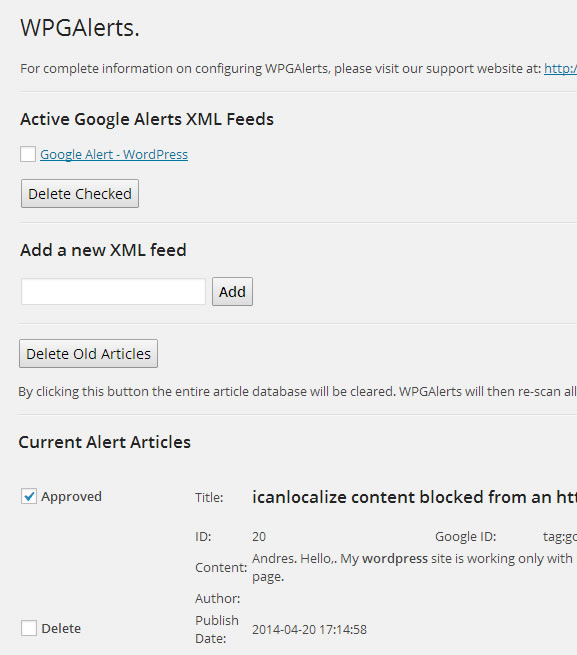 WPGAlerts.
For complete information on configuring WPGAlerts, please visit our support website at: http:/
Active Google Alerts XML Feeds
Google Alert - WordPress
Delete Checked
Add a new XML feed
Add
Delete Old Articles
By clicking this button the entire article database will be cleared. WPGAlerts will then re-scan all
Current Alert Articles
Approved Title: icanlocalize content blocked from an htt
ID: 20 Google ID: tag:go
Content: Andres. Hello,. My wordpress site is working only with
page.
Author:
Delete Publish Date: 2014-04-20 17:14:58